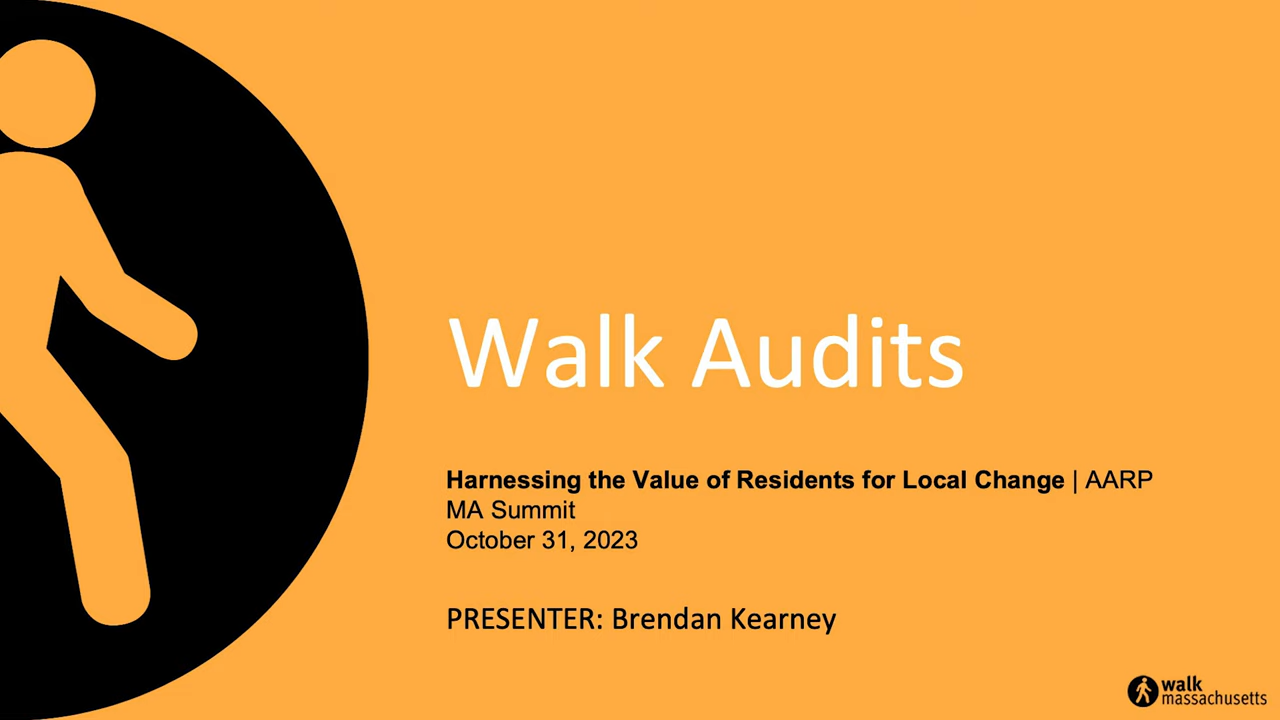 Walk Audits
Harnessing the Value of Residents for Local Change | AARP
MA Summit
October 31, 2023
PRESENTER: Brendan Kearney
walk
massachusetts